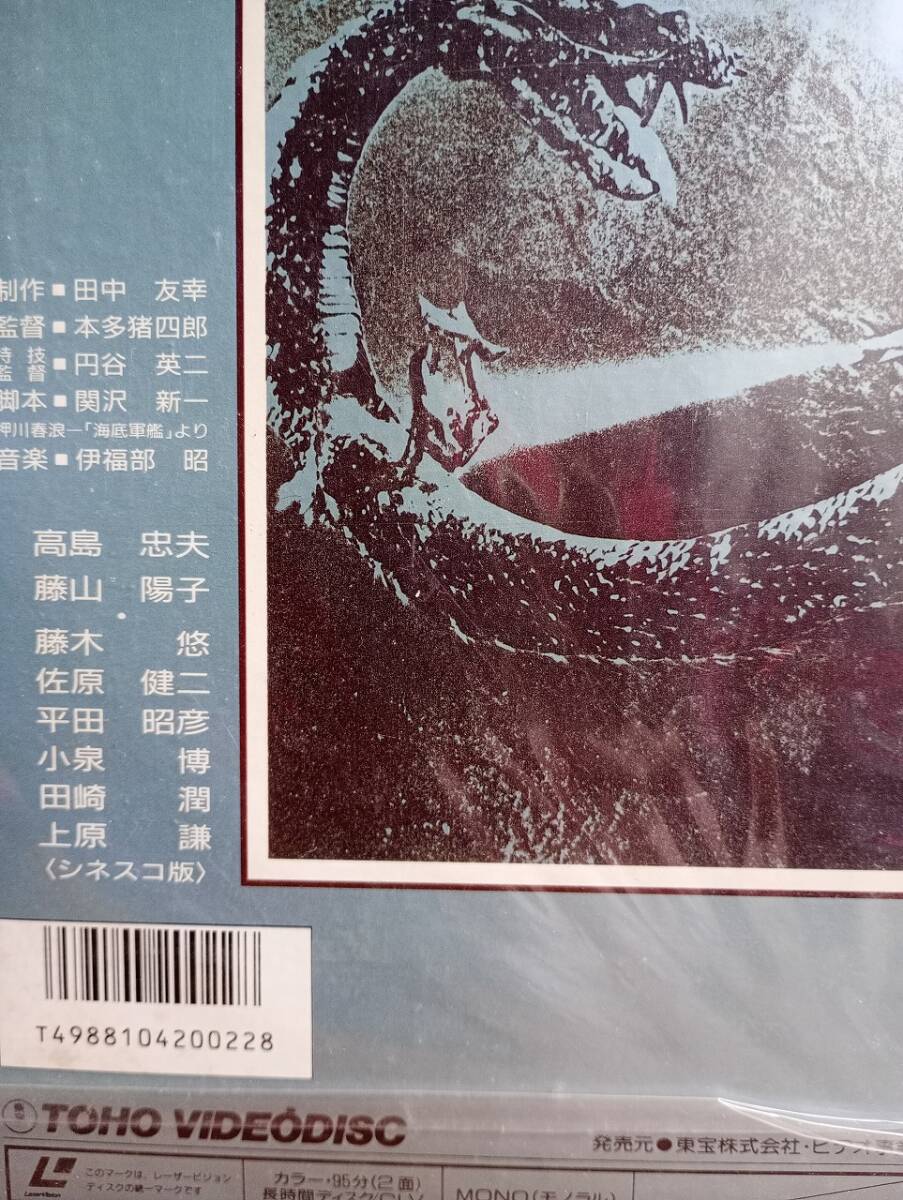 制作■田中 友幸
監督■本多猪四郎
特技監督■円谷 英二
脚本■関沢 新一
押川春浪―「海底軍艦」より
音楽■伊福部 昭
高島 忠夫
藤山 陽子
藤木 悠
佐原 健二
平田 昭彦
小泉 博
田崎 潤
上原 謙
〈シネスコ版〉
T4988104200228
TOHO VIDEODISC
発売元●東宝株式会社・ビデオ事
LaserVision
このマークは、レーザービジョン
ディスクの統一マークです
カラー・95分(2面)
長時間ディスク/CLV
MONO(モノラル)